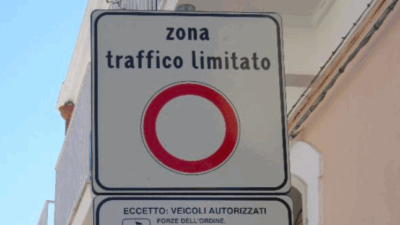 zona
traffico limitato
ECCETTO: VEICOLI AUTORIZZATI
FORZE DELL'ORDINE,